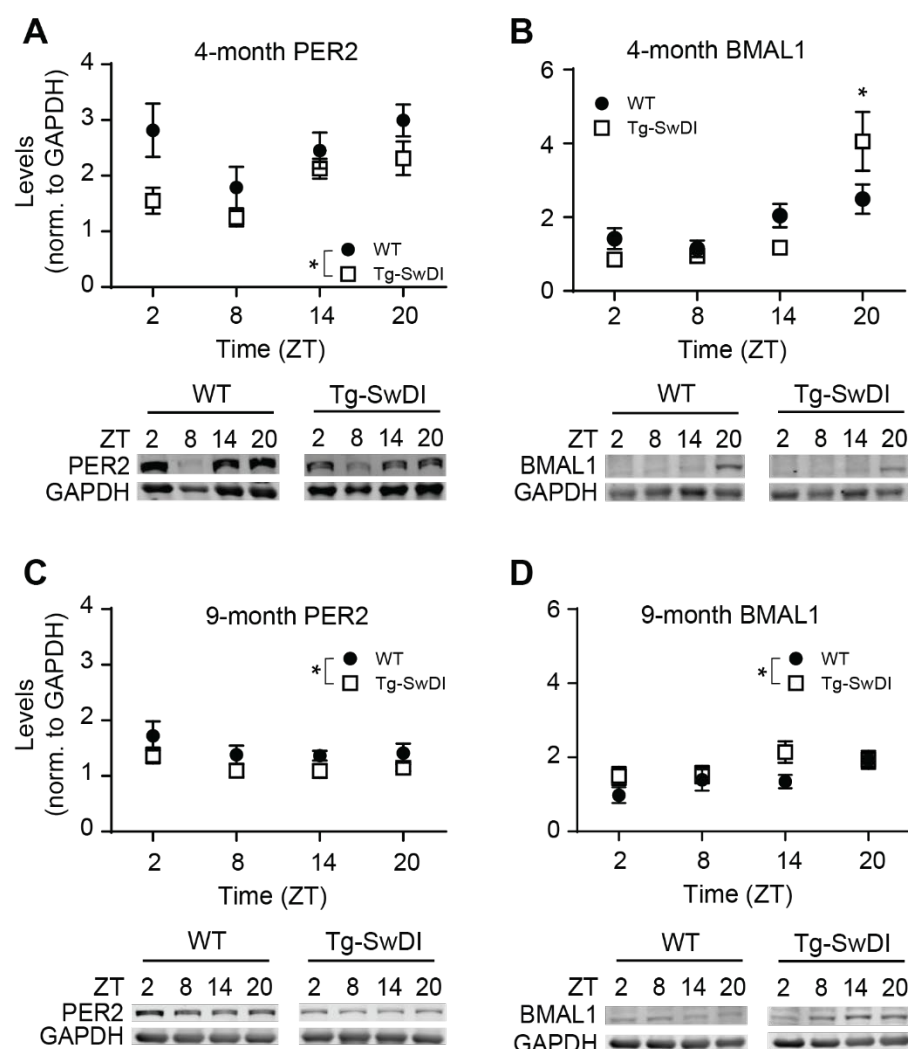 A
4-month PER2
Levels
(norm. to GAPDH)
4
3
2
1
0
* WT
Tg-SwDI
2 8 14 20
Time (ZT)
WT Tg-SwDI
ZT 2 8 14 20 2 8 14 20
PER2
GAPDH
B
4-month BMAL1
6
4
2
0
WT
Tg-SwDI
*
2 8 14 20
Time (ZT)
WT Tg-SwDI
ZT 2 8 14 20 2 8 14 20
BMAL1
GAPDH
C
9-month PER2
Levels
(norm. to GAPDH)
4
3
2
1
0
* WT
Tg-SwDI
2 8 14 20
Time (ZT)
WT Tg-SwDI
ZT 2 8 14 20 2 8 14 20
PER2
GAPDH
D
9-month BMAL1
6
4
2
0
* WT
Tg-SwDI
2 8 14 20
Time (ZT)
WT Tg-SwDI
ZT 2 8 14 20 2 8 14 20
BMAL1
GAPDH